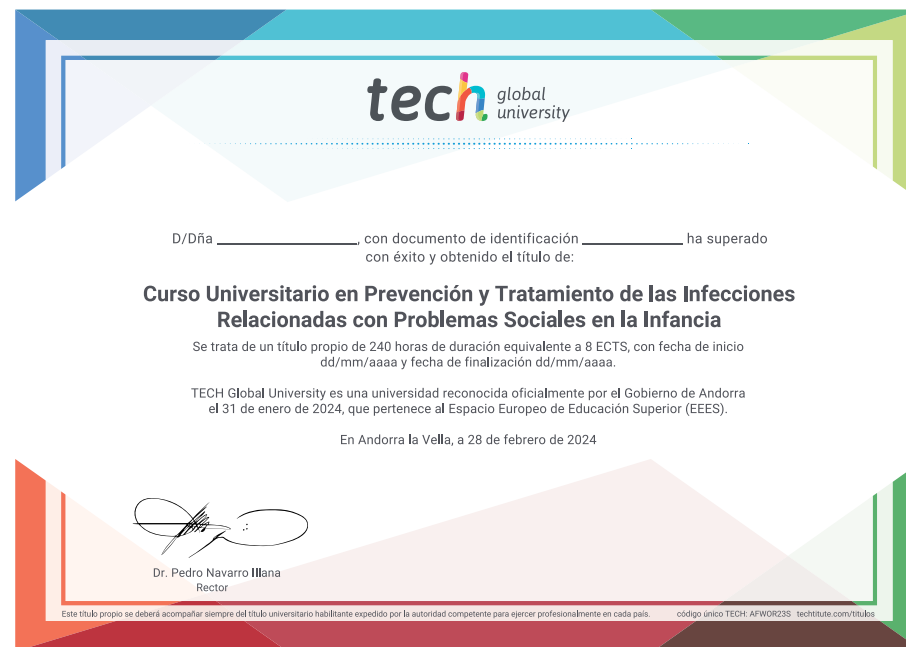 tech global university
D/Dña ____________________, con documento de identificación ______________ ha superado
con éxito y obtenido el título de:
Curso Universitario en Prevención y Tratamiento de las Infecciones
Relacionadas con Problemas Sociales en la Infancia
Se trata de un título propio de 240 horas de duración equivalente a 8 ECTS, con fecha de inicio
dd/mm/aaaa y fecha de finalización dd/mm/aaaa.
TECH Global University es una universidad reconocida oficialmente por el Gobierno de Andorra
el 31 de enero de 2024, que pertenece al Espacio Europeo de Educación Superior (EEES).
En Andorra la Vella, a 28 de febrero de 2024
Dr. Pedro Navarro Illana
Rector
Este título propio se deberá acompañar siempre del título universitario habilitante expedido por la autoridad competente para ejercer profesionalmente en cada país. código único TECH: AFWOR23S techtitute.com/titulos